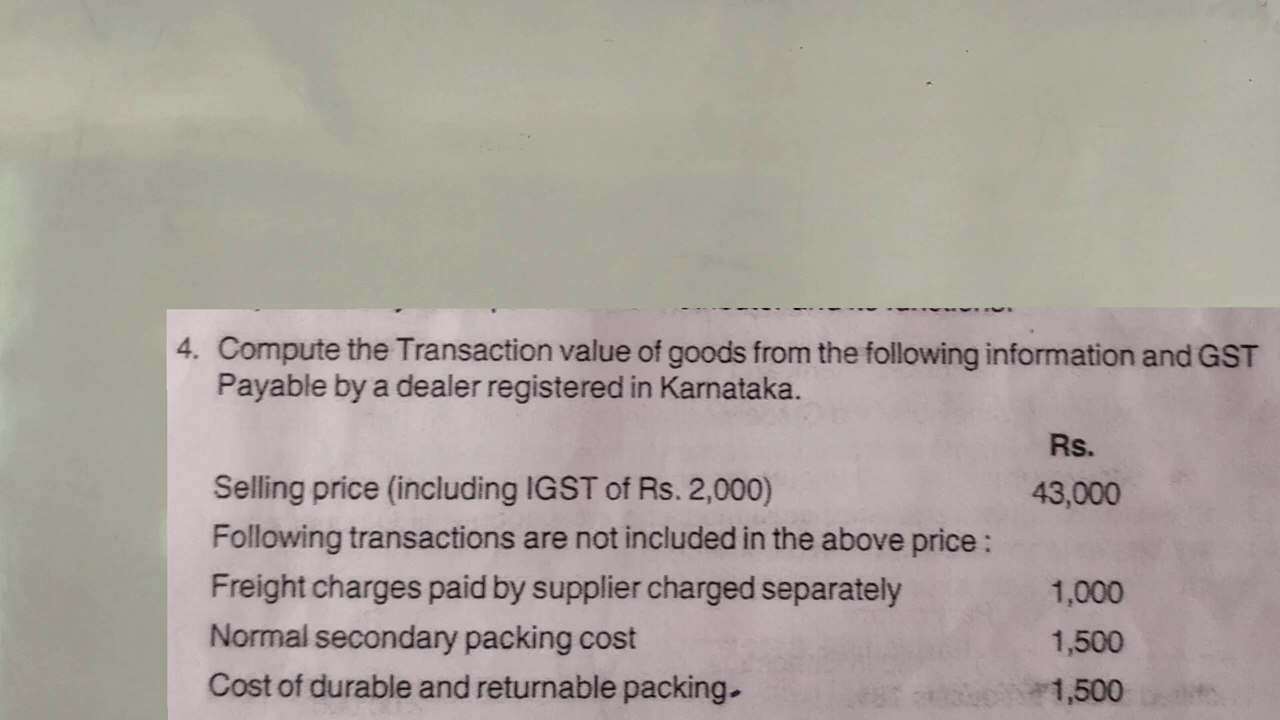 4. Compute the Transaction value of goods from the following information and GST
Payable by a dealer registered in Karnataka.
Rs.
Selling price (including IGST of Rs. 2,000) 43,000
Following transactions are not included in the above price :
Freight charges paid by supplier charged separately 1,000
Normal secondary packing cost 1,500
Cost of durable and returnable packing. 1,500